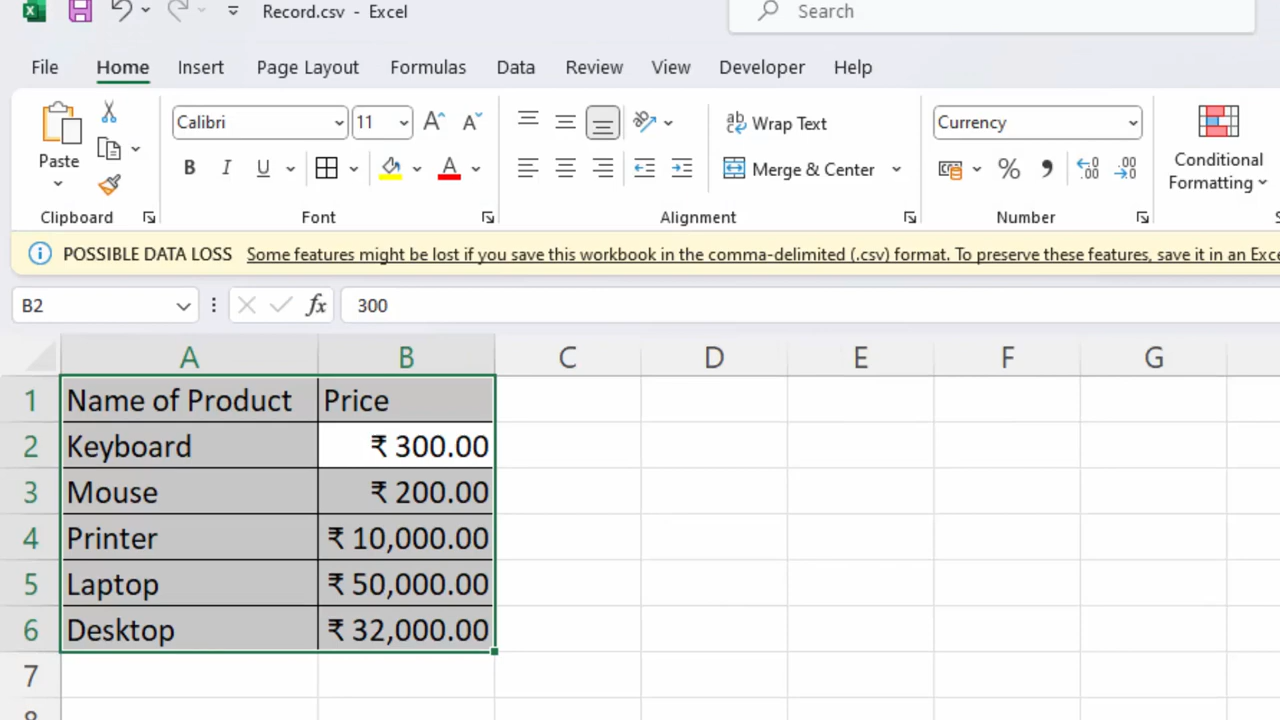 Record.csv - Excel
Search
File Home Insert Page Layout Formulas Data Review View Developer Help
Paste
Clipboard
Calibri 11
B I U A
Font
Wrap Text
Merge & Center
Alignment
Currency
% , .00 .00
Number
Conditional
Formatting
POSSIBLE DATA LOSS Some features might be lost if you save this workbook in the comma-delimited (.csv) format. To preserve these features, save it in an Exce
B2 fx 300
A B C D E F G
1 Name of Product Price
2 Keyboard ₹ 300.00
3 Mouse ₹ 200.00
4 Printer ₹ 10,000.00
5 Laptop ₹ 50,000.00
6 Desktop ₹ 32,000.00
7